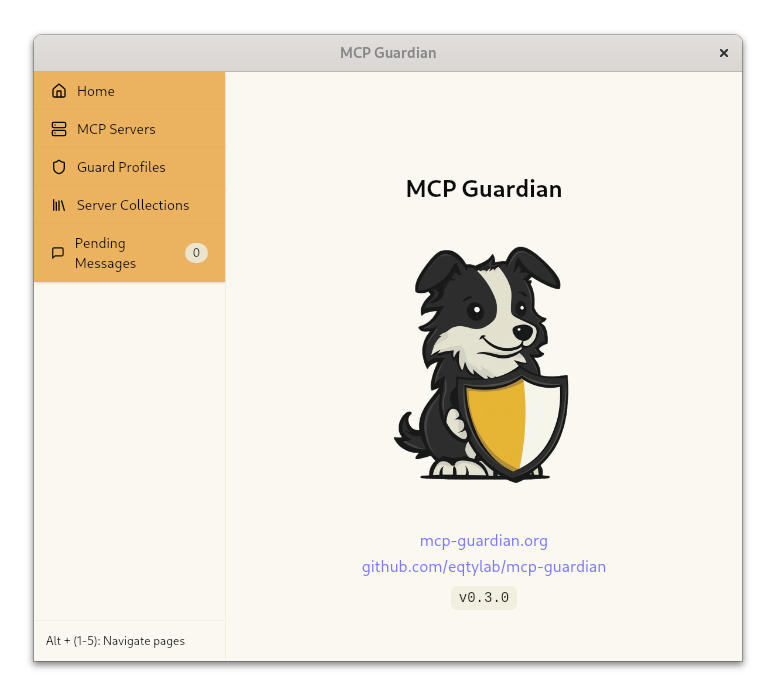 MCP Guardian
Home
MCP Servers
Guard Profiles
Server Collections
Pending
Messages
0
MCP Guardian
mcp-guardian.org
github.com/eqtylab/mcp-guardian
v0.3.0
Alt + (1-5): Navigate pages